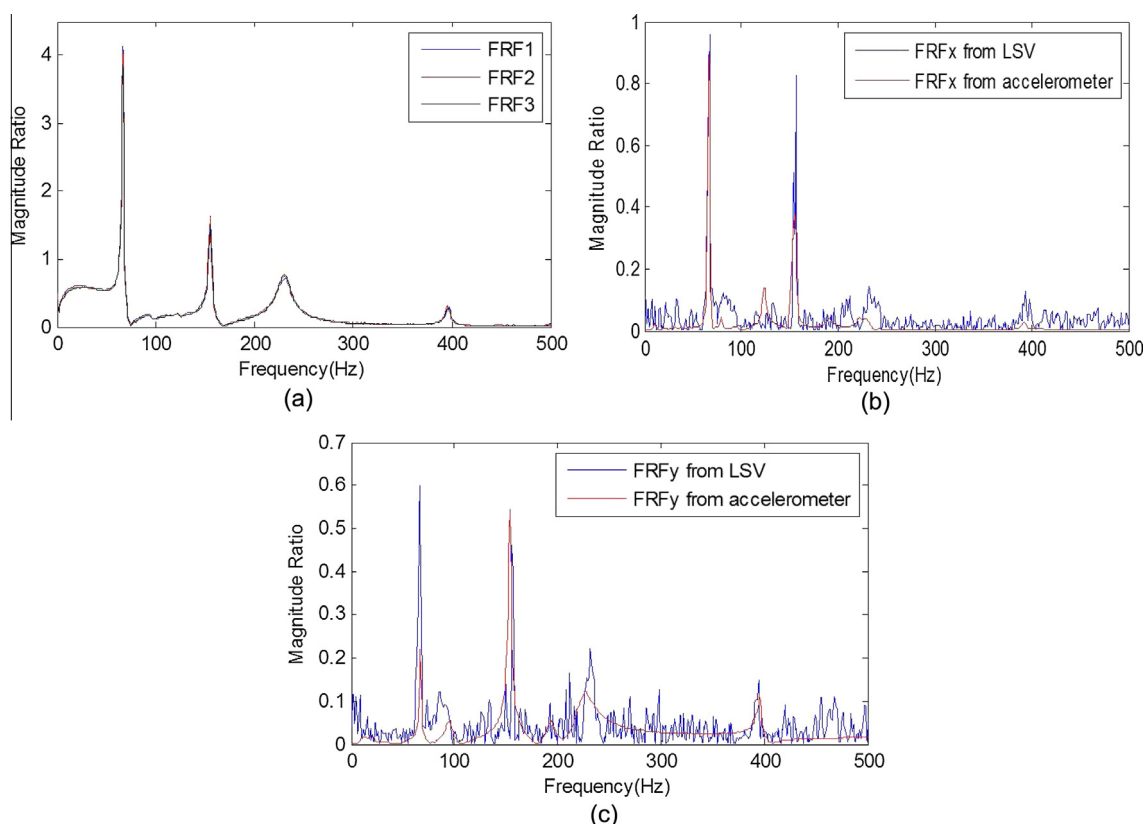 4
3
2
1
0
Magnitude Ratio
FRF1
FRF2
FRF3
0 100 200 300 400 500
Frequency(Hz)
(a)
1
0.8
0.6
0.4
0.2
0
Magnitude Ratio
FRFx from LSV
FRFx from accelerometer
0 100 200 300 400 500
Frequency(Hz)
(b)
0.7
0.6
0.5
0.4
0.3
0.2
0.1
0
Magnitude Ratio
FRFy from LSV
FRFy from accelerometer
0 100 200 300 400 500
Frequency(Hz)
(c)